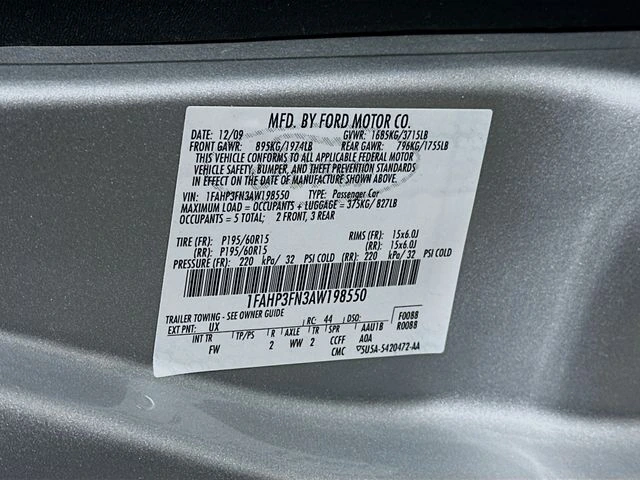 MFD. BY FORD MOTOR CO.
DATE: 12/09 GVWR: 1685KG/3715LB
FRONT GAWR: 895KG/1974LB REAR GAWR: 796KG/1755LB
THIS VEHICLE CONFORMS TO ALL APPLICABLE FEDERAL MOTOR
VEHICLE SAFETY, BUMPER, AND THEFT PREVENTION STANDARDS
IN EFFECT ON THE DATE OF MANUFACTURE SHOWN ABOVE.
VIN: 1FAHP3FN3AW198550 TYPE: Passenger Car
MAXIMUM LOAD = OCCUPANTS + LUGGAGE = 375KG/ 827LB
OCCUPANTS = 5 TOTAL; 2 FRONT, 3 REAR
TIRE (FR): P195/60R15 RIMS (FR): 15x6.0J
(RR): P195/60R15 (RR): 15x6.0J
PRESSURE (FR): 220 kPa/ 32 PSI COLD (RR): 220 kPa/ 32 PSI COLD
1FAHP3FN3AW198550
TRAILER TOWING - SEE OWNER GUIDE F0088
EXT PNT: UX RC: 44 DSO: R0088
INT TR TP/PS R AXLE TR SPR AAU1B
FW 2 WW 2 CCFF AOA
CMC 5U5A-5420472-AA